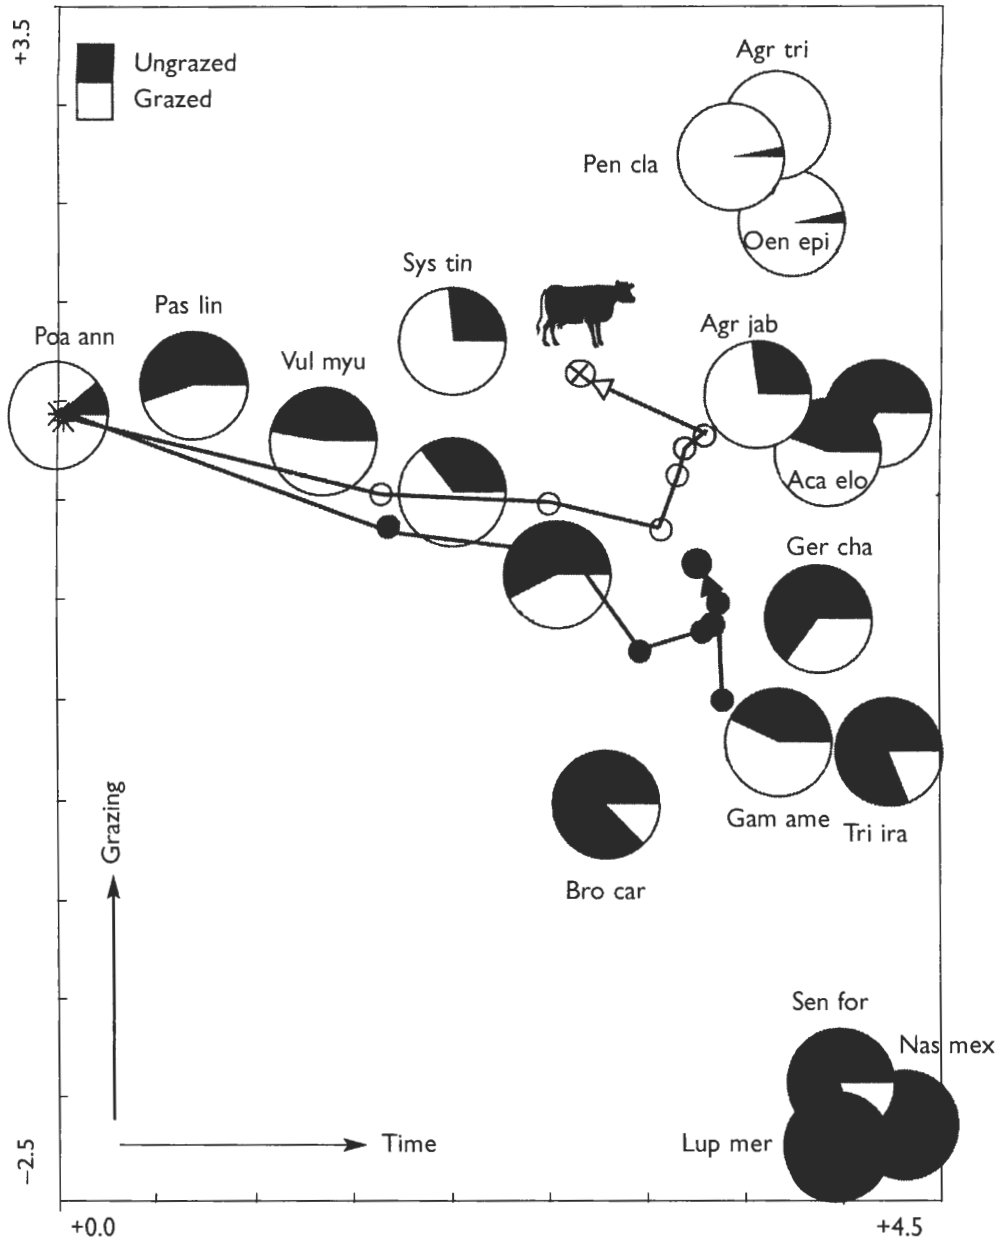 +3.5
Ungrazed
Grazed
Agr tri
Pen cla
Oen epi
Sys tin
Pas lin
Poa ann
Vul myu
Agr jab
Aca elo
Ger cha
Gam ame
Tri ira
Bro car
Grazing
Sen for
Nas mex
Lup mer
Time
−2.5
+0.0
+4.5